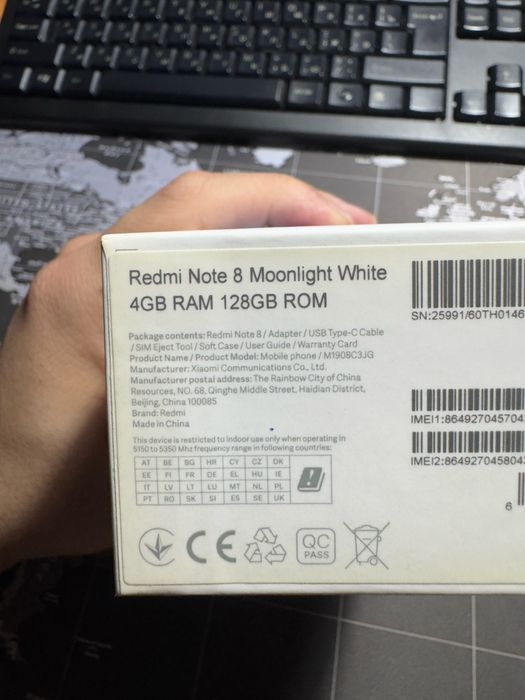 Redmi Note 8 Moonlight White
4GB RAM 128GB ROM
Package contents: Redmi Note 8 / Adapter / USB Type-C Cable
/ SIM Eject Tool / Soft Case / User Guide / Warranty Card
Product Name / Product Model: Mobile phone / M1908C3JG
Manufacturer: Xiaomi Communications Co., Ltd.
Manufacturer postal address: The Rainbow City of China
Resources, NO. 68, Qinghe Middle Street, Haidian District,
Beijing, China 100085
Brand: Redmi
Made in China
This device is restricted to indoor use only when operating in
5150 to 5350 Mhz frequency range in following countries:
AT BE BG HR CY CZ DK
EE FI FR DE EL HU IE
IT LV LT LU MT NL PL
PT RO SK SI ES SE UK
CE
QC
PASS
SN:25991/60TH0146
IMEI1:864927045704
IMEI2:864927045804
6